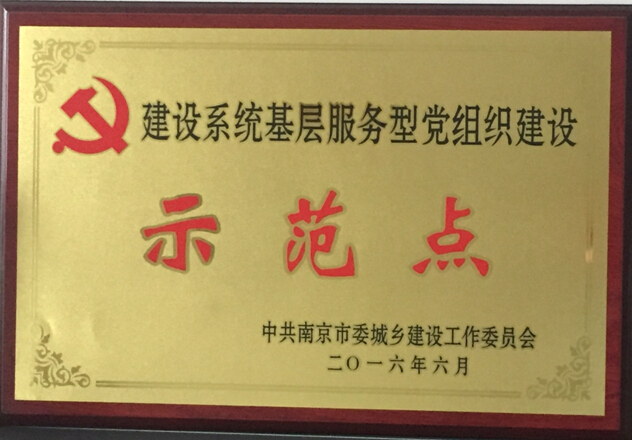 建设系统基层服务型党组织建设
示范点
中共南京市委城乡建设工作委员会
二〇一六年六月